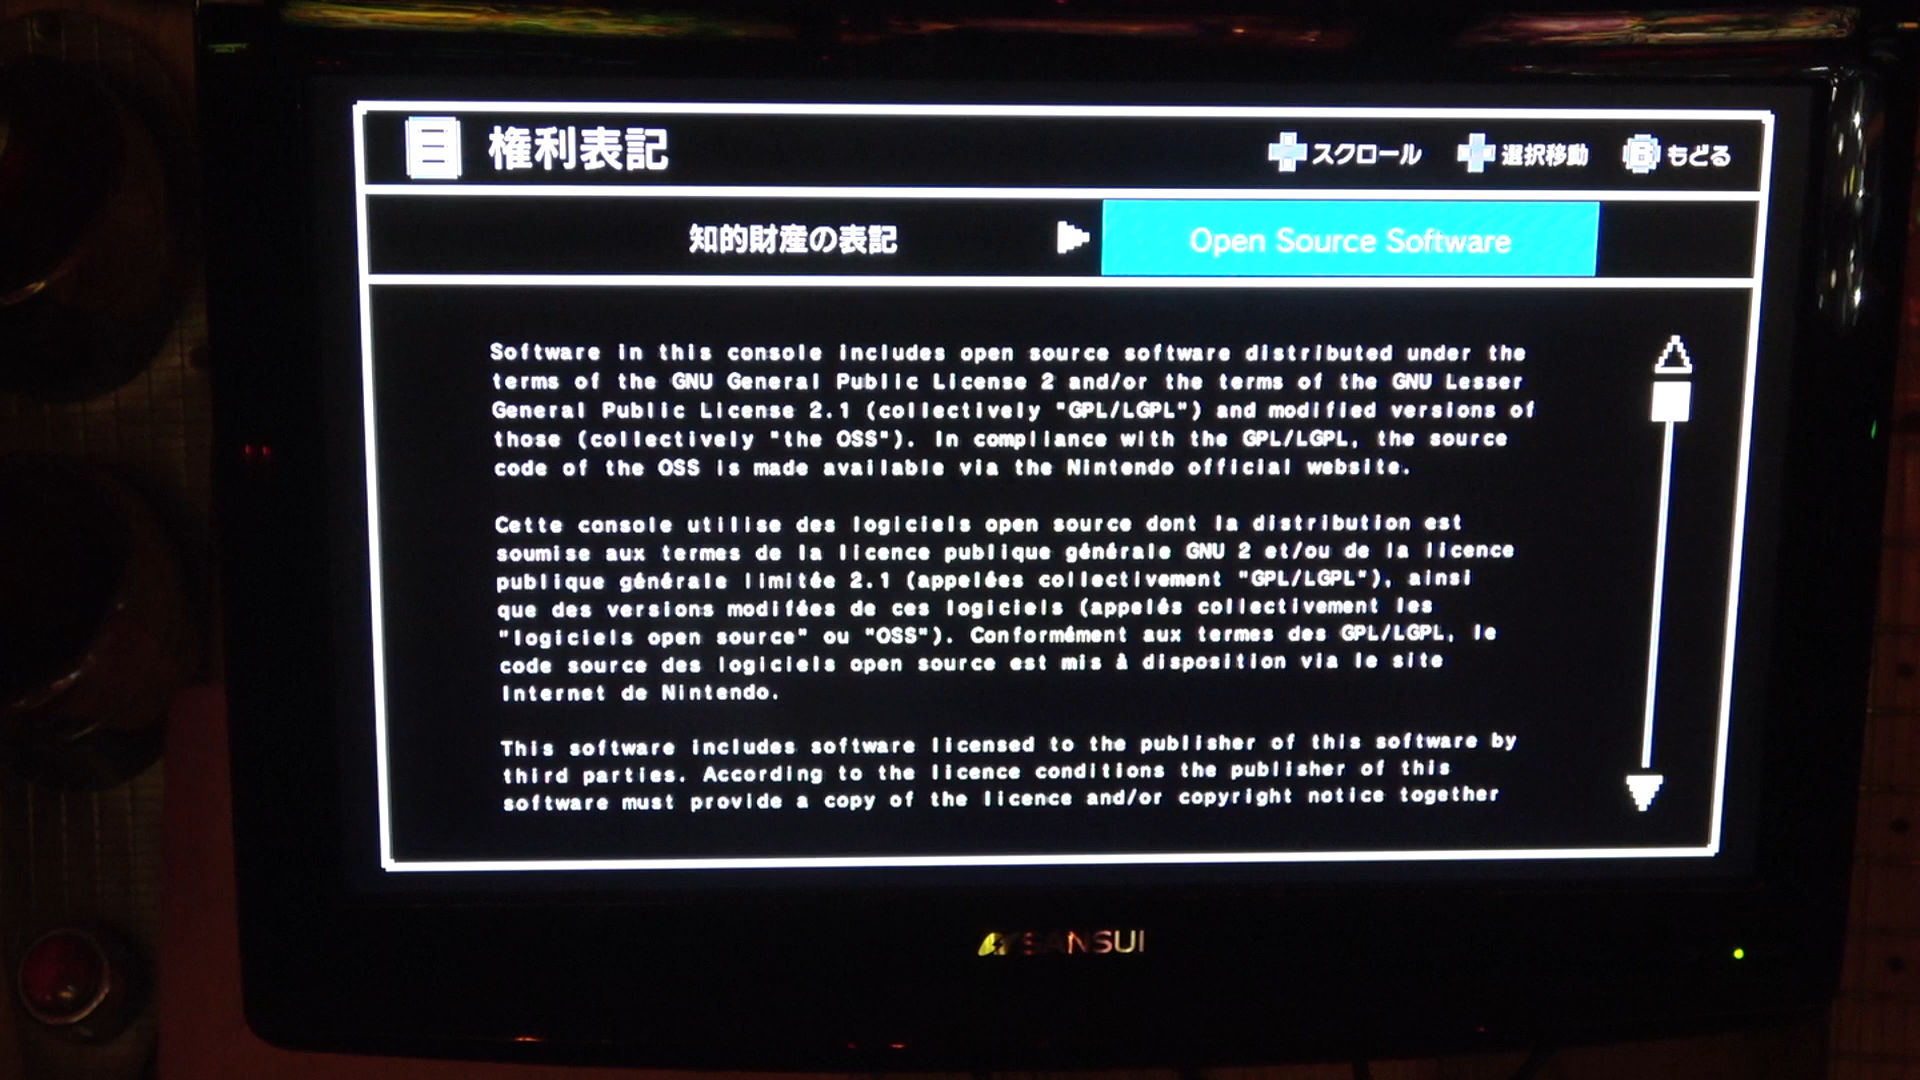 権利表記
スクロール
選択移動
B もどる
知的財産の表記
Open Source Software
Software in this console includes open source software distributed under the
terms of the GNU General Public License 2 and/or the terms of the GNU Lesser
General Public License 2.1 (collectively "GPL/LGPL") and modified versions of
those (collectively "the OSS"). In compliance with the GPL/LGPL, the source
code of the OSS is made available via the Nintendo official website.
Cette console utilise des logiciels open source dont la distribution est
soumise aux termes de la licence publique générale GNU 2 et/ou de la licence
publique générale limitée 2.1 (appelées collectivement "GPL/LGPL"), ainsi
que des versions modifées de ces logiciels (appelés collectivement les
"logiciels open source" ou "OSS"). Conformément aux termes des GPL/LGPL, le
code source des logiciels open source est mis à disposition via le site
Internet de Nintendo.
This software includes software licensed to the publisher of this software by
third parties. According to the licence conditions the publisher of this
software must provide a copy of the licence and/or copyright notice together
SANSUI